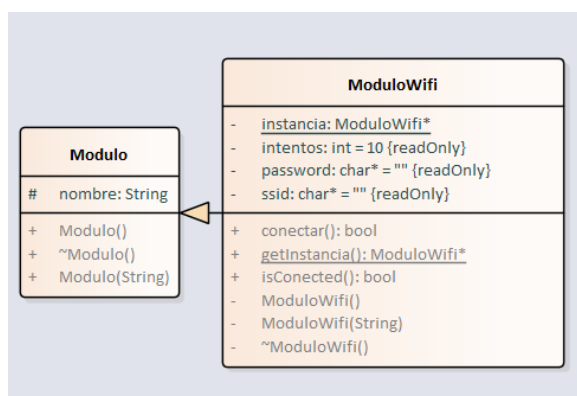 Modulo
# nombre: String
+ Modulo()
+ ~Modulo()
+ Modulo(String)
ModuloWifi
- instancia: ModuloWifi*
- intentos: int = 10 {readOnly}
- password: char* = "" {readOnly}
- ssid: char* = "" {readOnly}
+ conectar(): bool
+ getInstancia(): ModuloWifi*
+ isConected(): bool
- ModuloWifi()
- ModuloWifi(String)
- ~ModuloWifi()